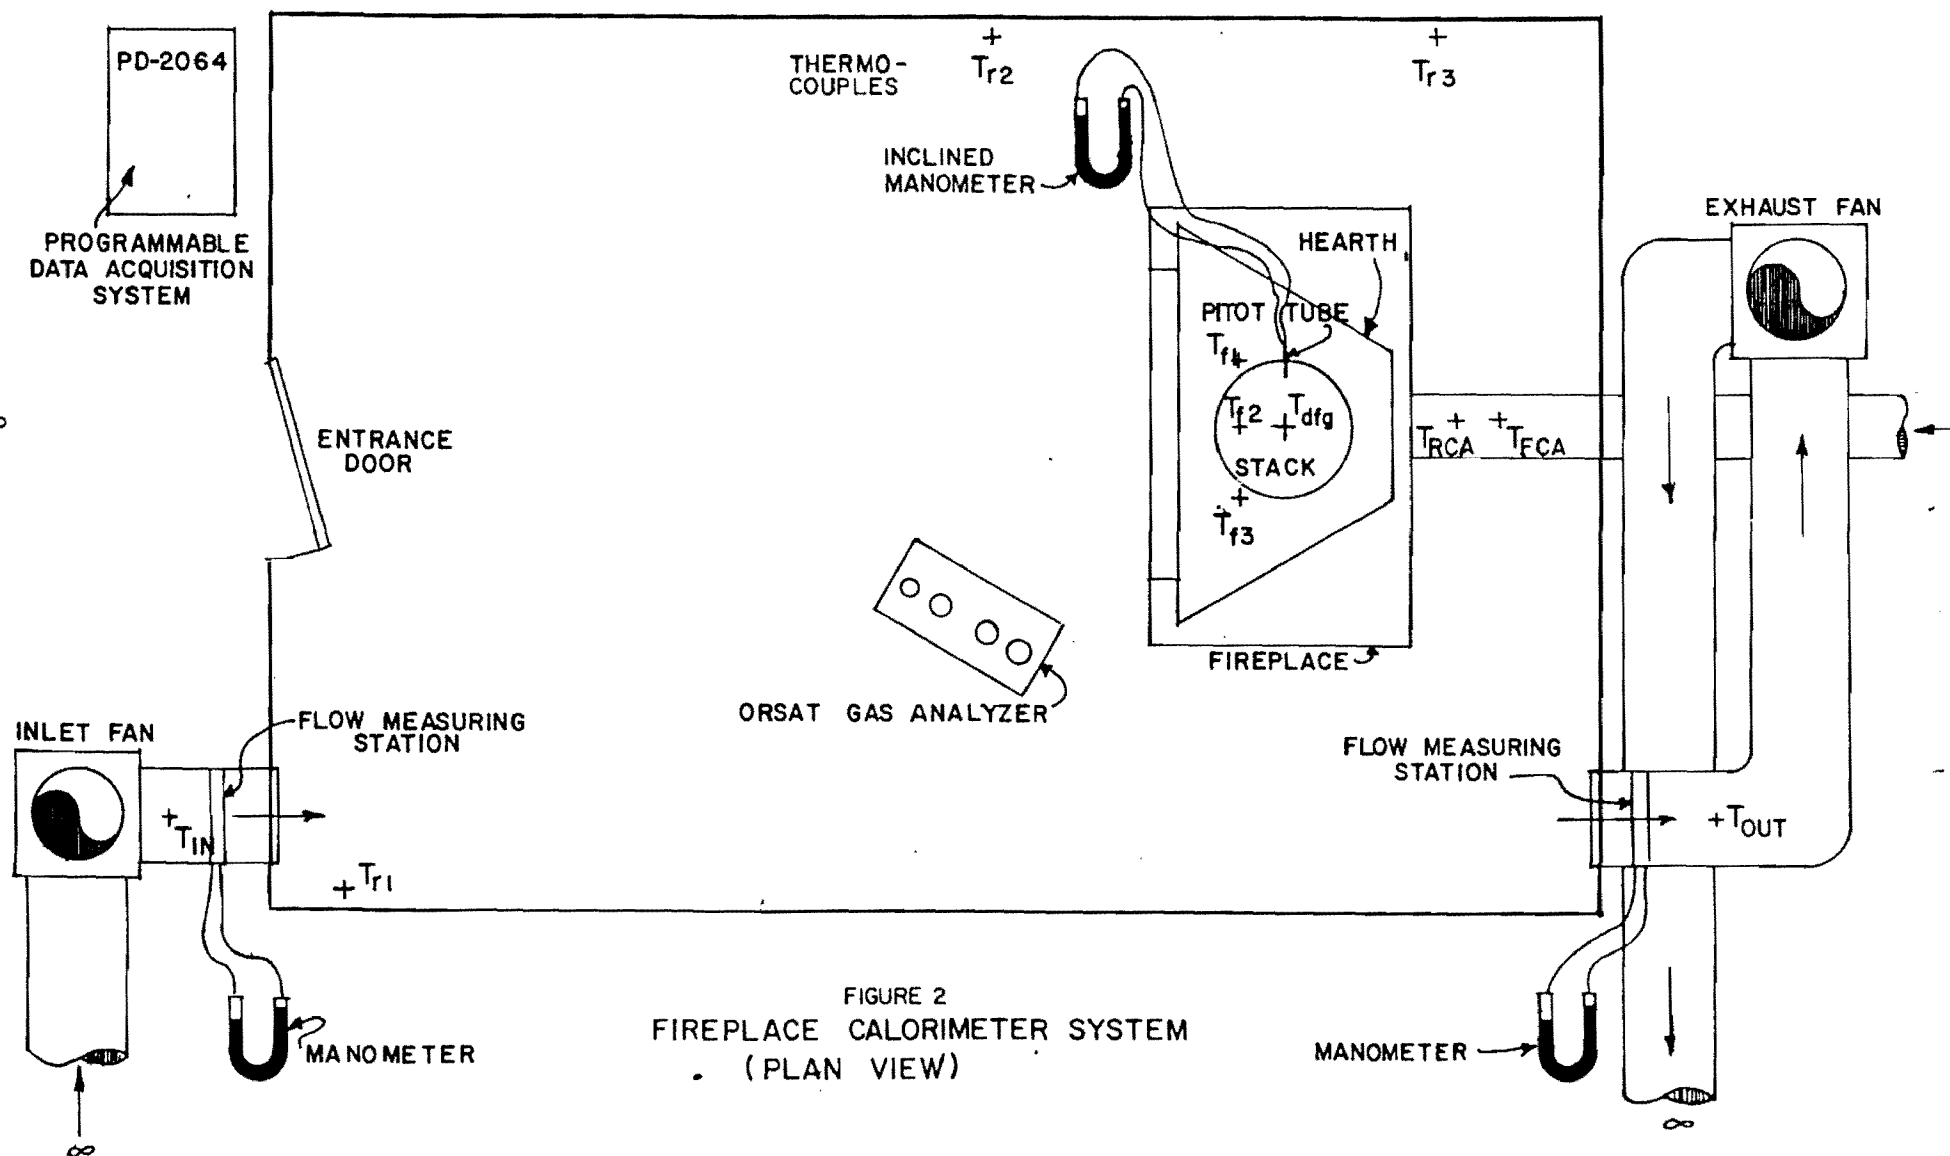 PD-2064
PROGRAMMABLE
DATA ACQUISITION
SYSTEM
THERMO-
COUPLES
Tr2
Tr3
INCLINED
MANOMETER
EXHAUST FAN
HEARTH
PITOT TUBE
Tf4
Tf2
Tdfg
STACK
Tf3
TRCA
TFCA
ENTRANCE
DOOR
FIREPLACE
ORSAT GAS ANALYZER
INLET FAN
FLOW MEASURING
STATION
TIN
Tr1
FLOW MEASURING
STATION
TOUT
MANOMETER
MANOMETER
∞
∞
FIGURE 2
FIREPLACE CALORIMETER SYSTEM
(PLAN VIEW)